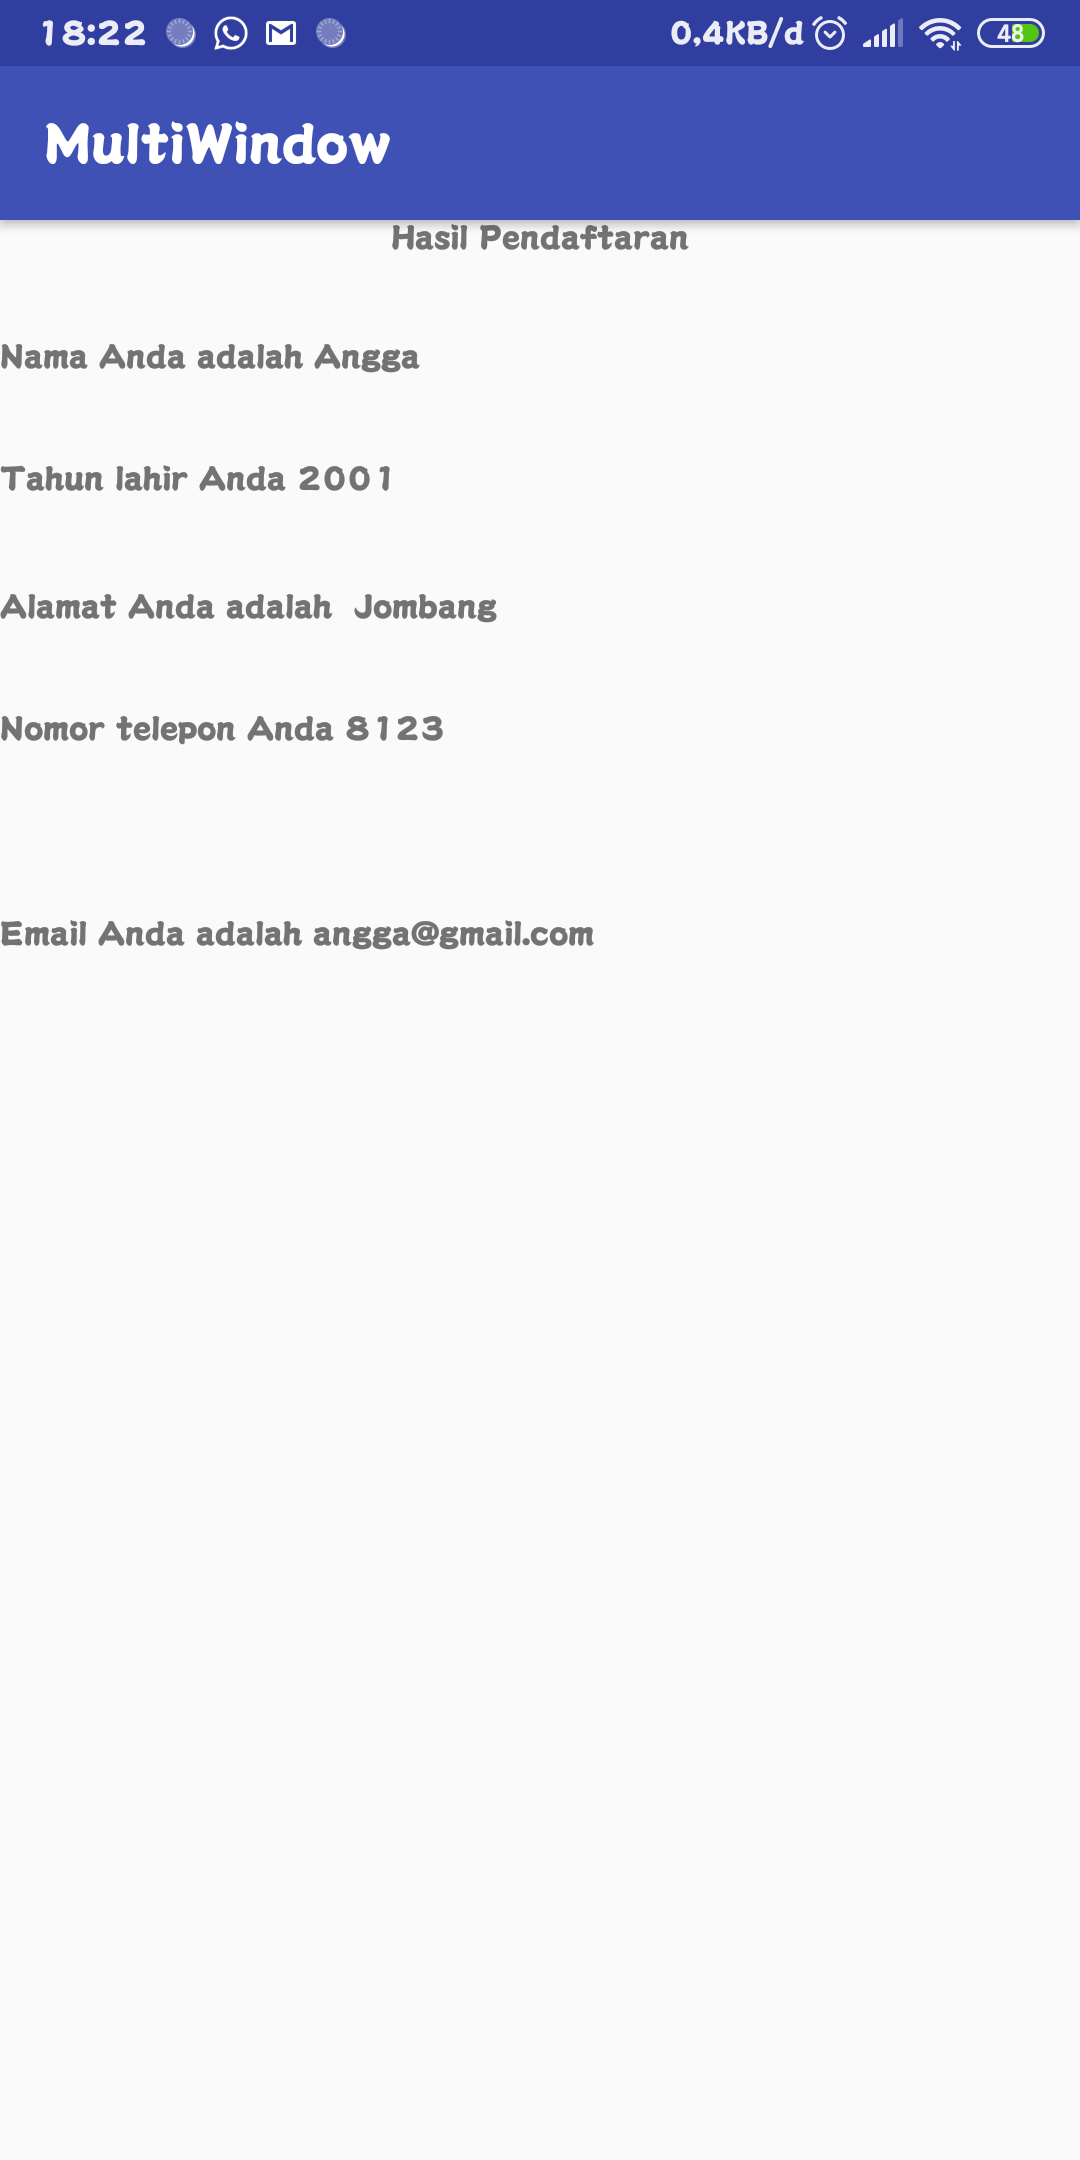 18:22 0,4KB/d 48
MultiWindow
Hasil Pendaftaran
Nama Anda adalah Angga
Tahun lahir Anda 2001
Alamat Anda adalah  Jombang
Nomor telepon Anda 8123
Email Anda adalah angga@gmail.com